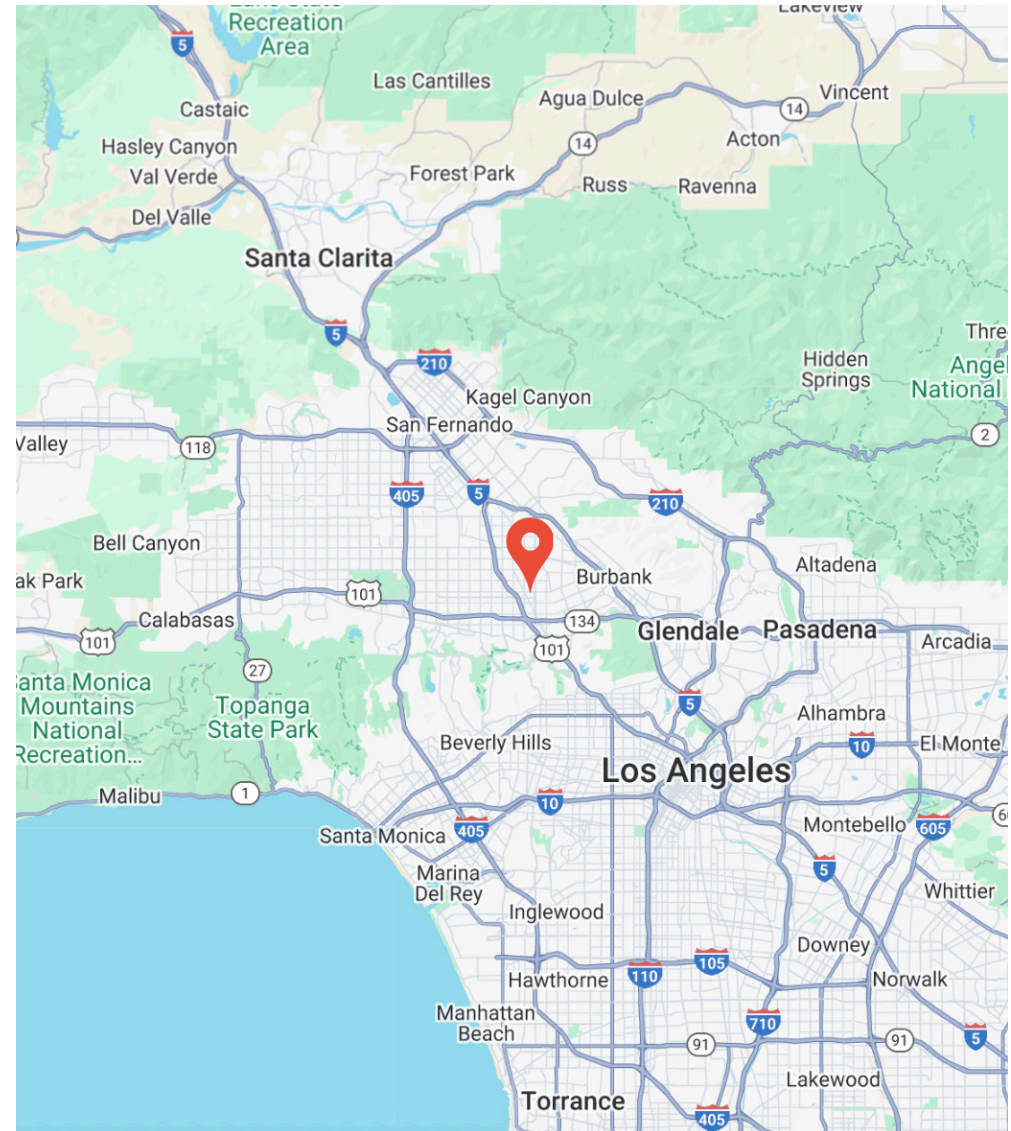 Lake State
Recreation
Area
Lakeview
5
Las Cantilles
Agua Dulce
14
Vincent
Castaic
Acton
14
Hasley Canyon
Val Verde
Forest Park
Russ
Ravenna
Del Valle
Santa Clarita
5
210
Hidden
Springs
Three
Angel
National
Kagel Canyon
San Fernando
2
Valley
118
405
5
210
Bell Canyon
ak Park
Burbank
Altadena
101
Calabasas
134
Glendale
Pasadena
101
101
Arcadia
27
Santa Monica
Mountains
National
Recreation...
Topanga
State Park
5
Alhambra
Beverly Hills
10
El Monte
Los Angeles
Malibu
1
10
Santa Monica
405
Montebello
605
60
Marina
Del Rey
5
Whittier
Inglewood
Downey
105
Hawthorne
110
Norwalk
Manhattan
Beach
710
91
91
5
Lakewood
Torrance
405